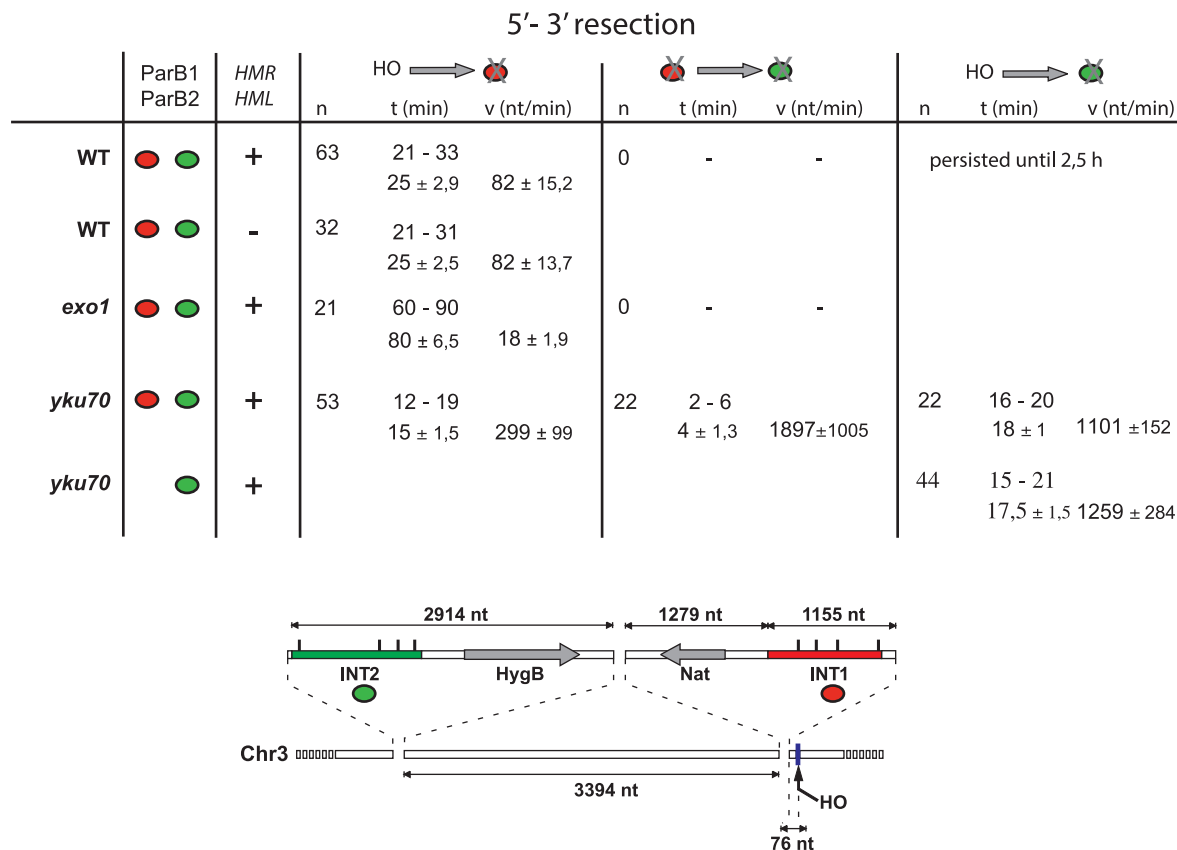 5'- 3' resection
ParB1 HMR HO
ParB2 HML n t (min) v (nt/min) n t (min) v (nt/min) n t (min) v (nt/min)
WT + 63 21 - 33 0 - - persisted until 2,5 h
25 ± 2,9 82 ± 15,2
WT - 32 21 - 31
25 ± 2,5 82 ± 13,7
exo1 + 21 60 - 90 0 - -
80 ± 6,5 18 ± 1,9
yku70 + 53 12 - 19 22 2 - 6 22 16 - 20
15 ± 1,5 299 ± 99 4 ± 1,3 1897±1005 18 ± 1 1101 ±152
yku70 + 44 15 - 21
17,5 ± 1,5 1259 ± 284
2914 nt 1279 nt 1155 nt
INT2 HygB Nat INT1
Chr3
3394 nt HO
76 nt